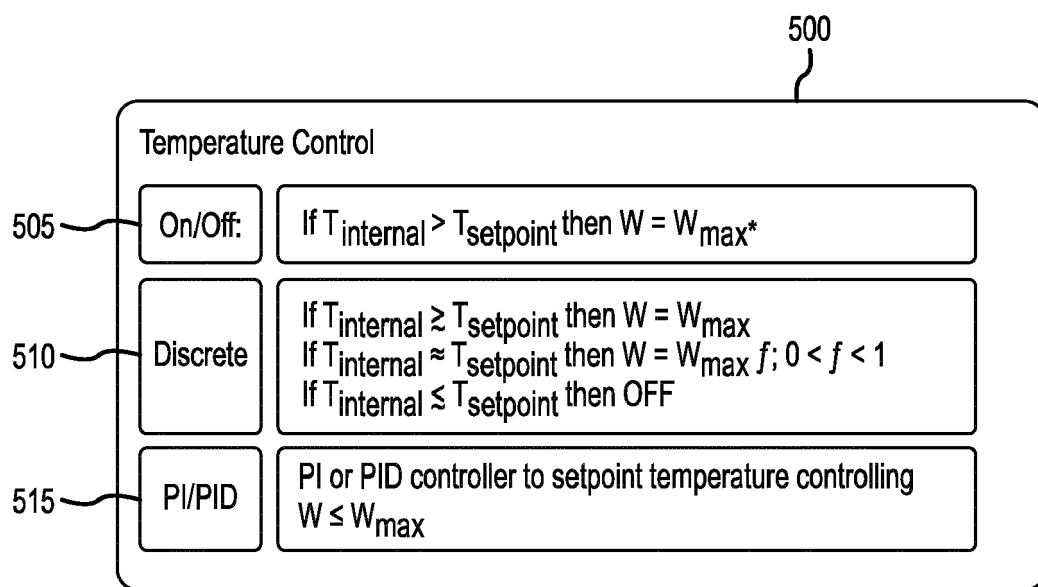 500
Temperature Control
505
On/Off:
If T_internal > T_setpoint then W = W_max*
510
Discrete
If T_internal ⪆ T_setpoint then W = W_max
If T_internal ≈ T_setpoint then W = W_max f; 0 < f < 1
If T_internal ⪅ T_setpoint then OFF
515
PI/PID
PI or PID controller to setpoint temperature controlling
W ≤ W_max